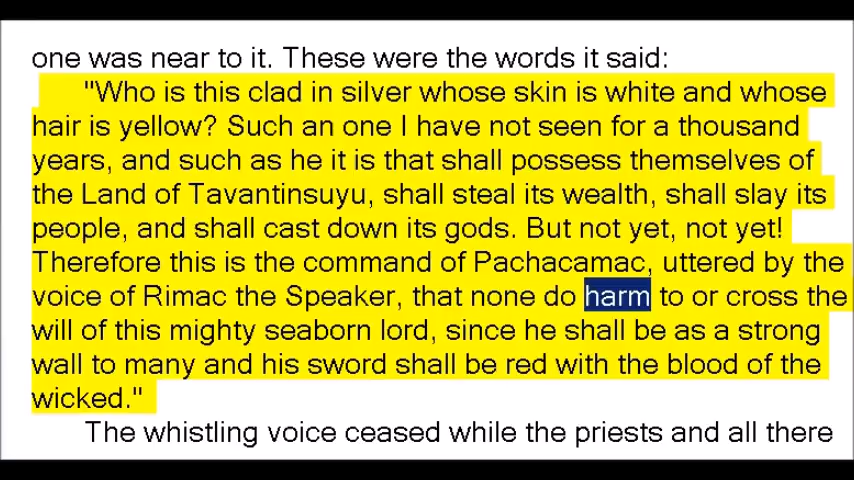 one was near to it. These were the words it said:
"Who is this clad in silver whose skin is white and whose
hair is yellow? Such an one I have not seen for a thousand
years, and such as he it is that shall possess themselves of
the Land of Tavantinsuyu, shall steal its wealth, shall slay its
people, and shall cast down its gods. But not yet, not yet!
Therefore this is the command of Pachacamac, uttered by the
voice of Rimac the Speaker, that none do harm to or cross the
will of this mighty seaborn lord, since he shall be as a strong
wall to many and his sword shall be red with the blood of the
wicked."
The whistling voice ceased while the priests and all there